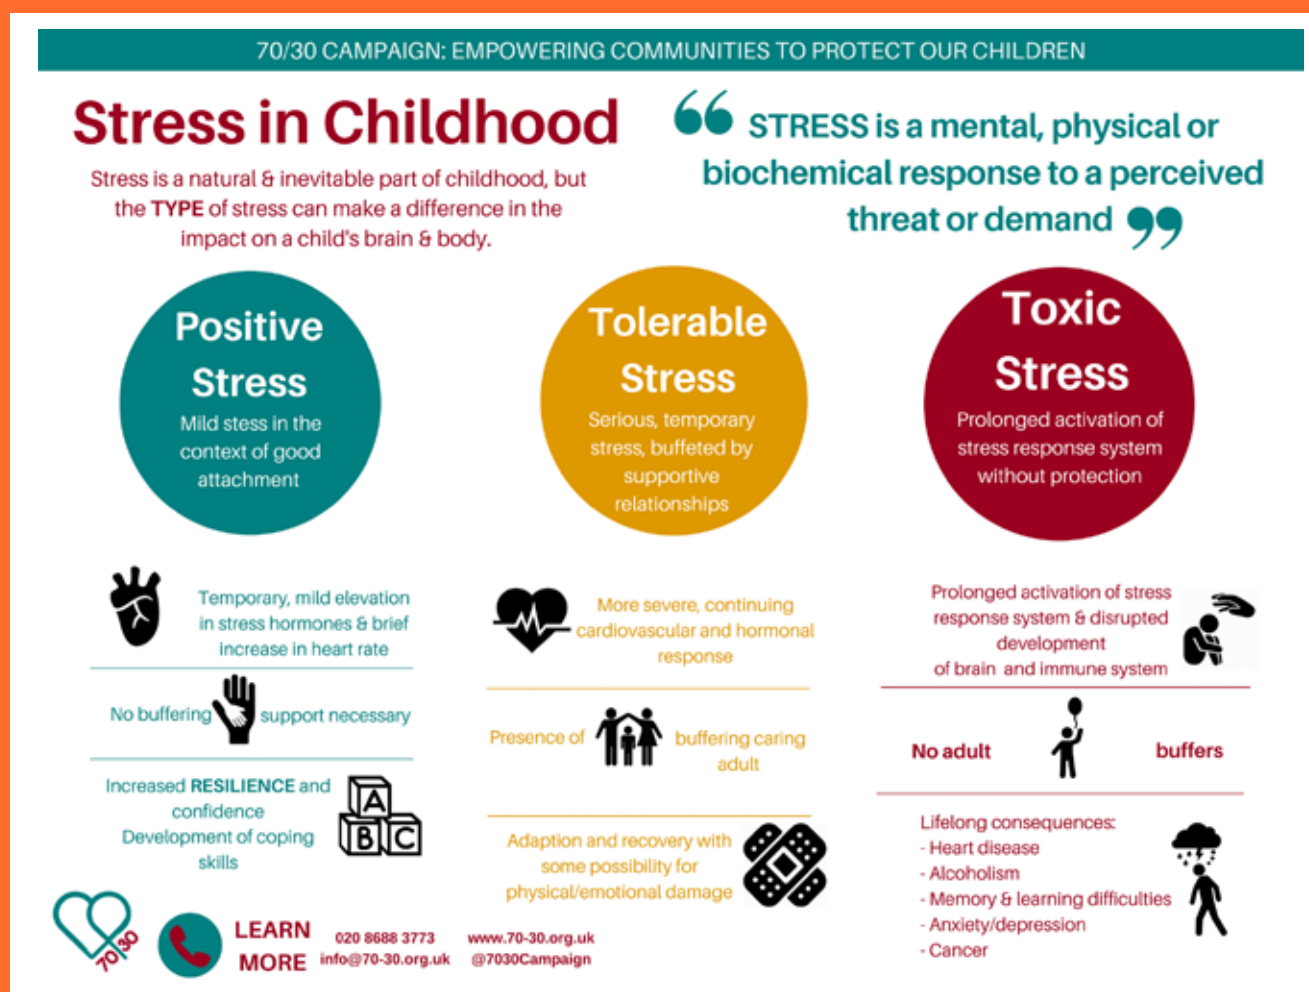 70/30 CAMPAIGN: EMPOWERING COMMUNITIES TO PROTECT OUR CHILDREN
Stress in Childhood
Stress is a natural & inevitable part of childhood, but
the TYPE of stress can make a difference in the
impact on a child's brain & body.
“ STRESS is a mental, physical or
biochemical response to a perceived
threat or demand ”
Positive
Stress
Mild stess in the
context of good
attachment
Temporary, mild elevation
in stress hormones & brief
increase in heart rate
No buffering support necessary
Increased RESILIENCE and
confidence
Development of coping
skills
A
B C
Tolerable
Stress
Serious, temporary
stress, buffeted by
supportive
relationships
More severe, continuing
cardiovascular and hormonal
response
Presence of buffering caring
adult
Adaption and recovery with
some possibility for
physical/emotional damage
Toxic
Stress
Prolonged activation of
stress response system
without protection
Prolonged activation of stress
response system & disrupted
development
of brain and immune system
No adult buffers
Lifelong consequences:
- Heart disease
- Alcoholism
- Memory & learning difficulties
- Anxiety/depression
- Cancer
70/30
LEARN
MORE
020 8688 3773 www.70-30.org.uk
info@70-30.org.uk @7030Campaign